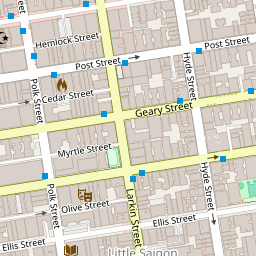 Hemlock Street
Post Street
Post Street
Polk Street
Hyde Street
Cedar Street
Geary Street
Myrtle Street
Hyde Street
Polk Street
Larkin Street
Olive Street
Ellis Street
Ellis Street
Little Saigon